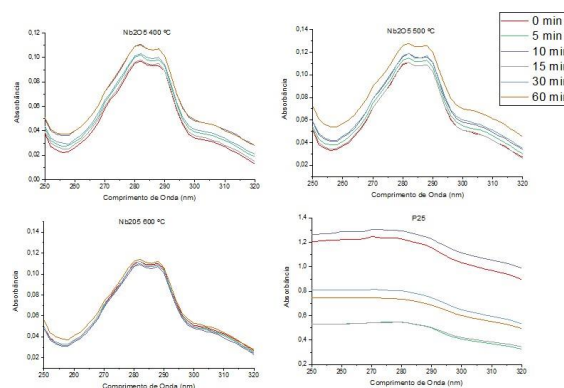 Nb2O5 400 ºC
Absorbância
0,12
0,10
0,08
0,06
0,04
0,02
0,00
250 260 270 280 290 300 310 320
Comprimento de Onda (nm)
Nb2O5 500 ºC
Absorbância
0,14
0,12
0,10
0,08
0,06
0,04
0,02
250 260 270 280 290 300 310 320
Comprimento de Onda (nm)
0 min
5 min
10 min
15 min
30 min
60 min
Nb205 600 ºC
Absorbância
0,14
0,12
0,10
0,08
0,06
0,04
0,02
250 260 270 280 290 300 310 320
Comprimento de Onda (nm)
P25
Absorbância
1,4
1,2
1,0
0,8
0,6
0,4
0,2
250 260 270 280 290 300 310 320
Comprimento de Onda (nm)